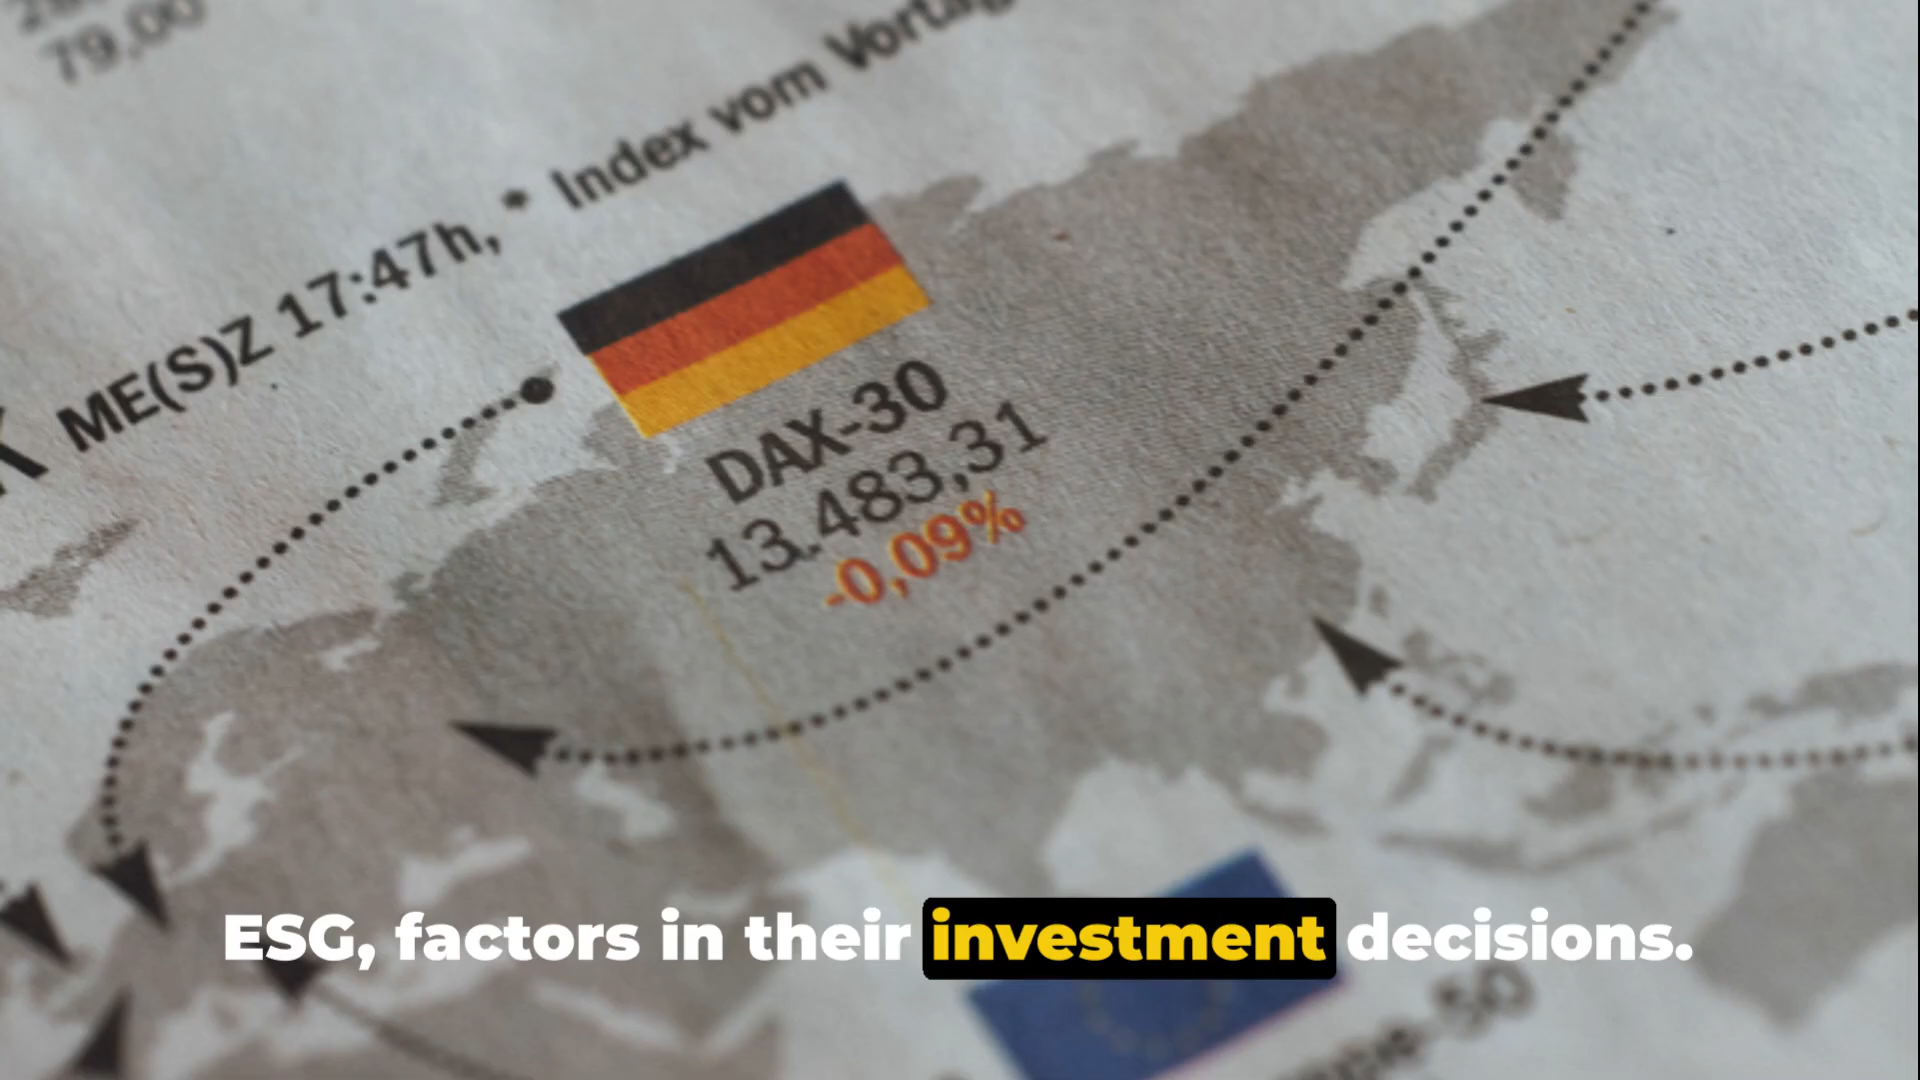 79,00
ME(S)Z 17:47h, * Index vom Vortag
DAX-30
13.483,31
-0,09%
ESG, factors in their investment decisions.